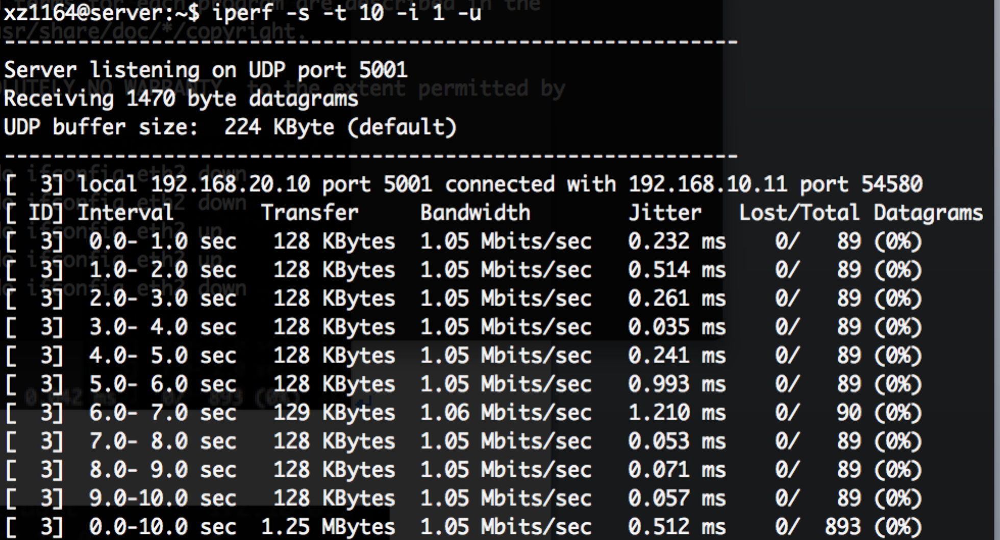 xz1164@server:~$ iperf -s -t 10 -i 1 -u
------------------------------------------------------------
Server listening on UDP port 5001
Receiving 1470 byte datagrams
UDP buffer size:  224 KByte (default)
------------------------------------------------------------
[  3] local 192.168.20.10 port 5001 connected with 192.168.10.11 port 54580
[ ID] Interval       Transfer     Bandwidth        Jitter   Lost/Total Datagrams
[  3]  0.0- 1.0 sec   128 KBytes  1.05 Mbits/sec   0.232 ms    0/   89 (0%)
[  3]  1.0- 2.0 sec   128 KBytes  1.05 Mbits/sec   0.514 ms    0/   89 (0%)
[  3]  2.0- 3.0 sec   128 KBytes  1.05 Mbits/sec   0.261 ms    0/   89 (0%)
[  3]  3.0- 4.0 sec   128 KBytes  1.05 Mbits/sec   0.035 ms    0/   89 (0%)
[  3]  4.0- 5.0 sec   128 KBytes  1.05 Mbits/sec   0.241 ms    0/   89 (0%)
[  3]  5.0- 6.0 sec   128 KBytes  1.05 Mbits/sec   0.993 ms    0/   89 (0%)
[  3]  6.0- 7.0 sec   129 KBytes  1.06 Mbits/sec   1.210 ms    0/   90 (0%)
[  3]  7.0- 8.0 sec   128 KBytes  1.05 Mbits/sec   0.053 ms    0/   89 (0%)
[  3]  8.0- 9.0 sec   128 KBytes  1.05 Mbits/sec   0.071 ms    0/   89 (0%)
[  3]  9.0-10.0 sec   128 KBytes  1.05 Mbits/sec   0.057 ms    0/   89 (0%)
[  3]  0.0-10.0 sec  1.25 MBytes  1.05 Mbits/sec   0.512 ms    0/  893 (0%)